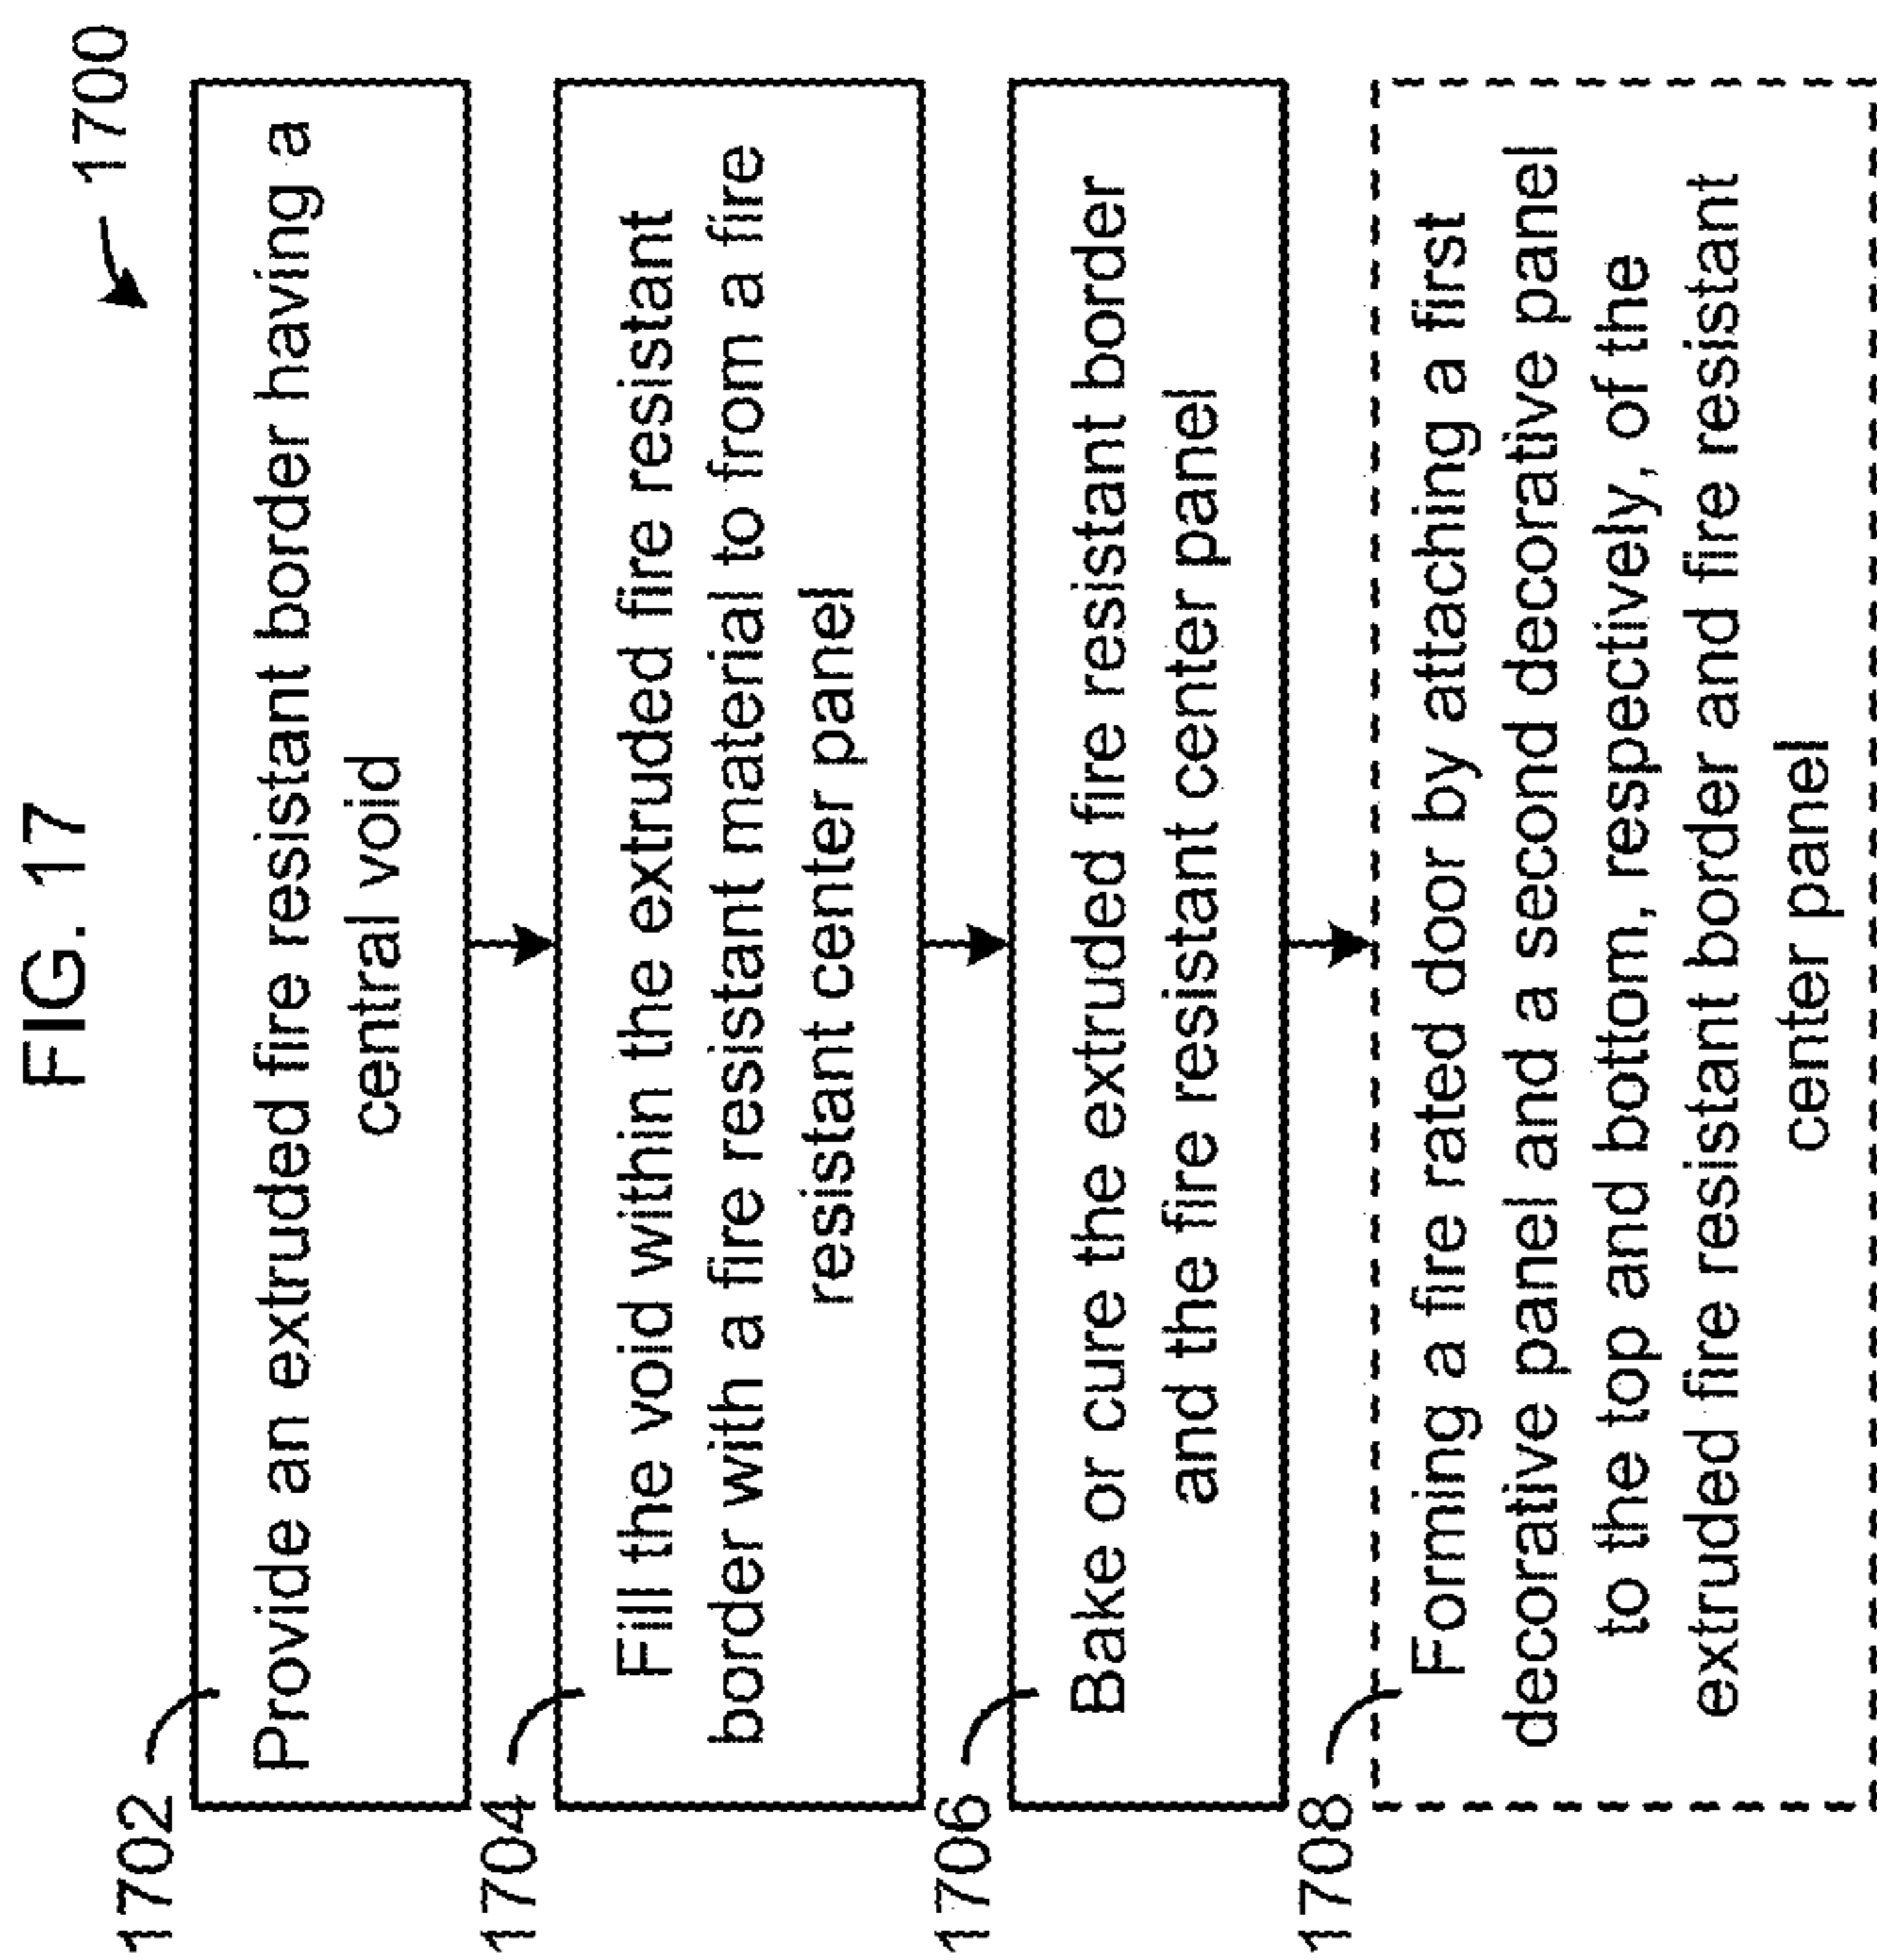 FIG. 17
1700
1702
Provide an extruded fire resistant border having a
central void
1704
Fill the void within the extruded fire resistant
border with a fire resistant material to from a fire
resistant center panel
1706
Bake or cure the extruded fire resistant border
and the fire resistant center panel
1708
Forming a fire rated door by attaching a first
decorative panel and a second decorative panel
to the top and bottom, respectively, of the
extruded fire resistant border and fire resistant
center panel